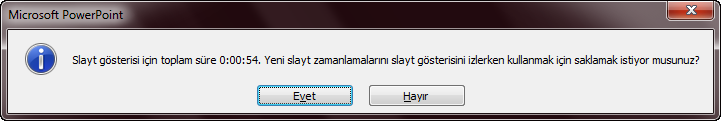 Microsoft PowerPoint
Slayt gösterisi için toplam süre 0:00:54. Yeni slayt zamanlamalarını slayt gösterisini izlerken kullanmak için saklamak istiyor musunuz?
Evet Hayır